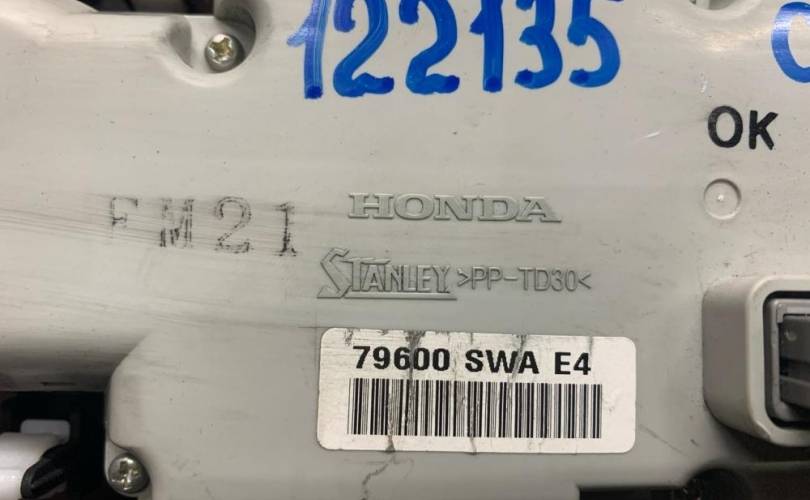 122135
OK
FM21
HONDA
STANLEY >PP-TD30<
79600 SWA E4